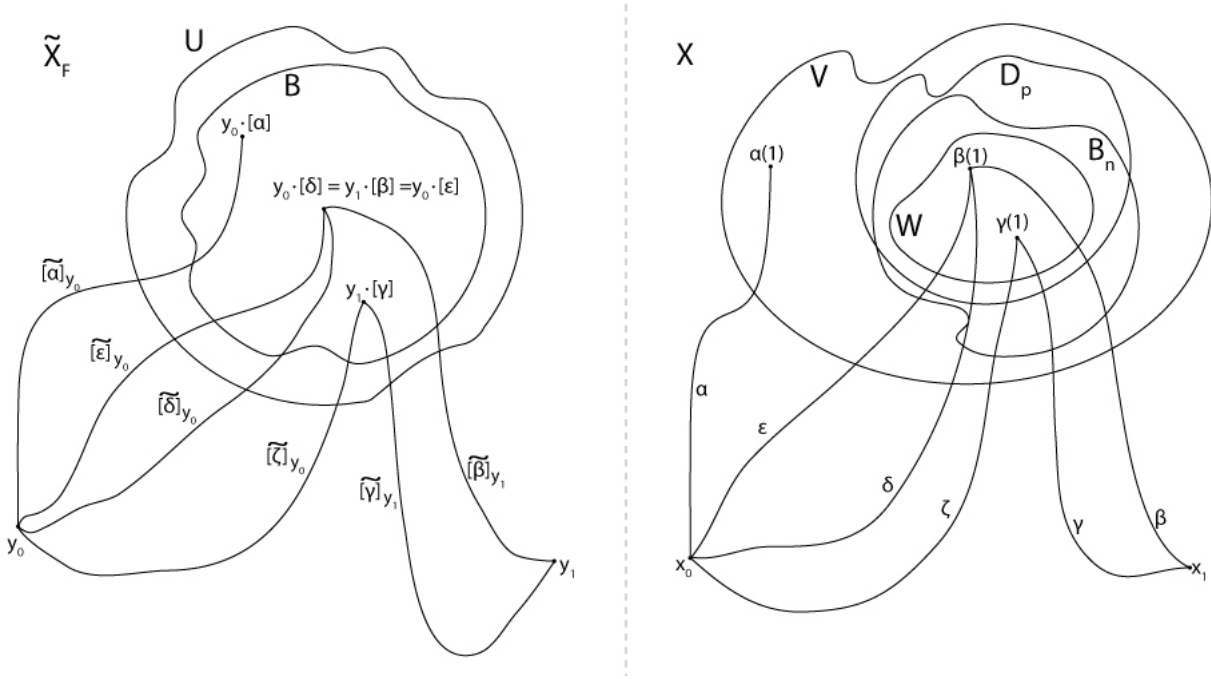 X̃_F
U
B
y₀·[α]
y₀·[δ] = y₁·[β] =y₀·[ε]
y₁·[γ]
[α̃]_y₀
[ε̃]_y₀
[δ̃]_y₀
[ζ̃]_y₀
[γ̃]_y₁
[β̃]_y₁
y₀
y₁
X
V
D_p
B_n
α(1)
β(1)
W
γ(1)
α
ε
δ
ζ
γ
β
x₀
x₁